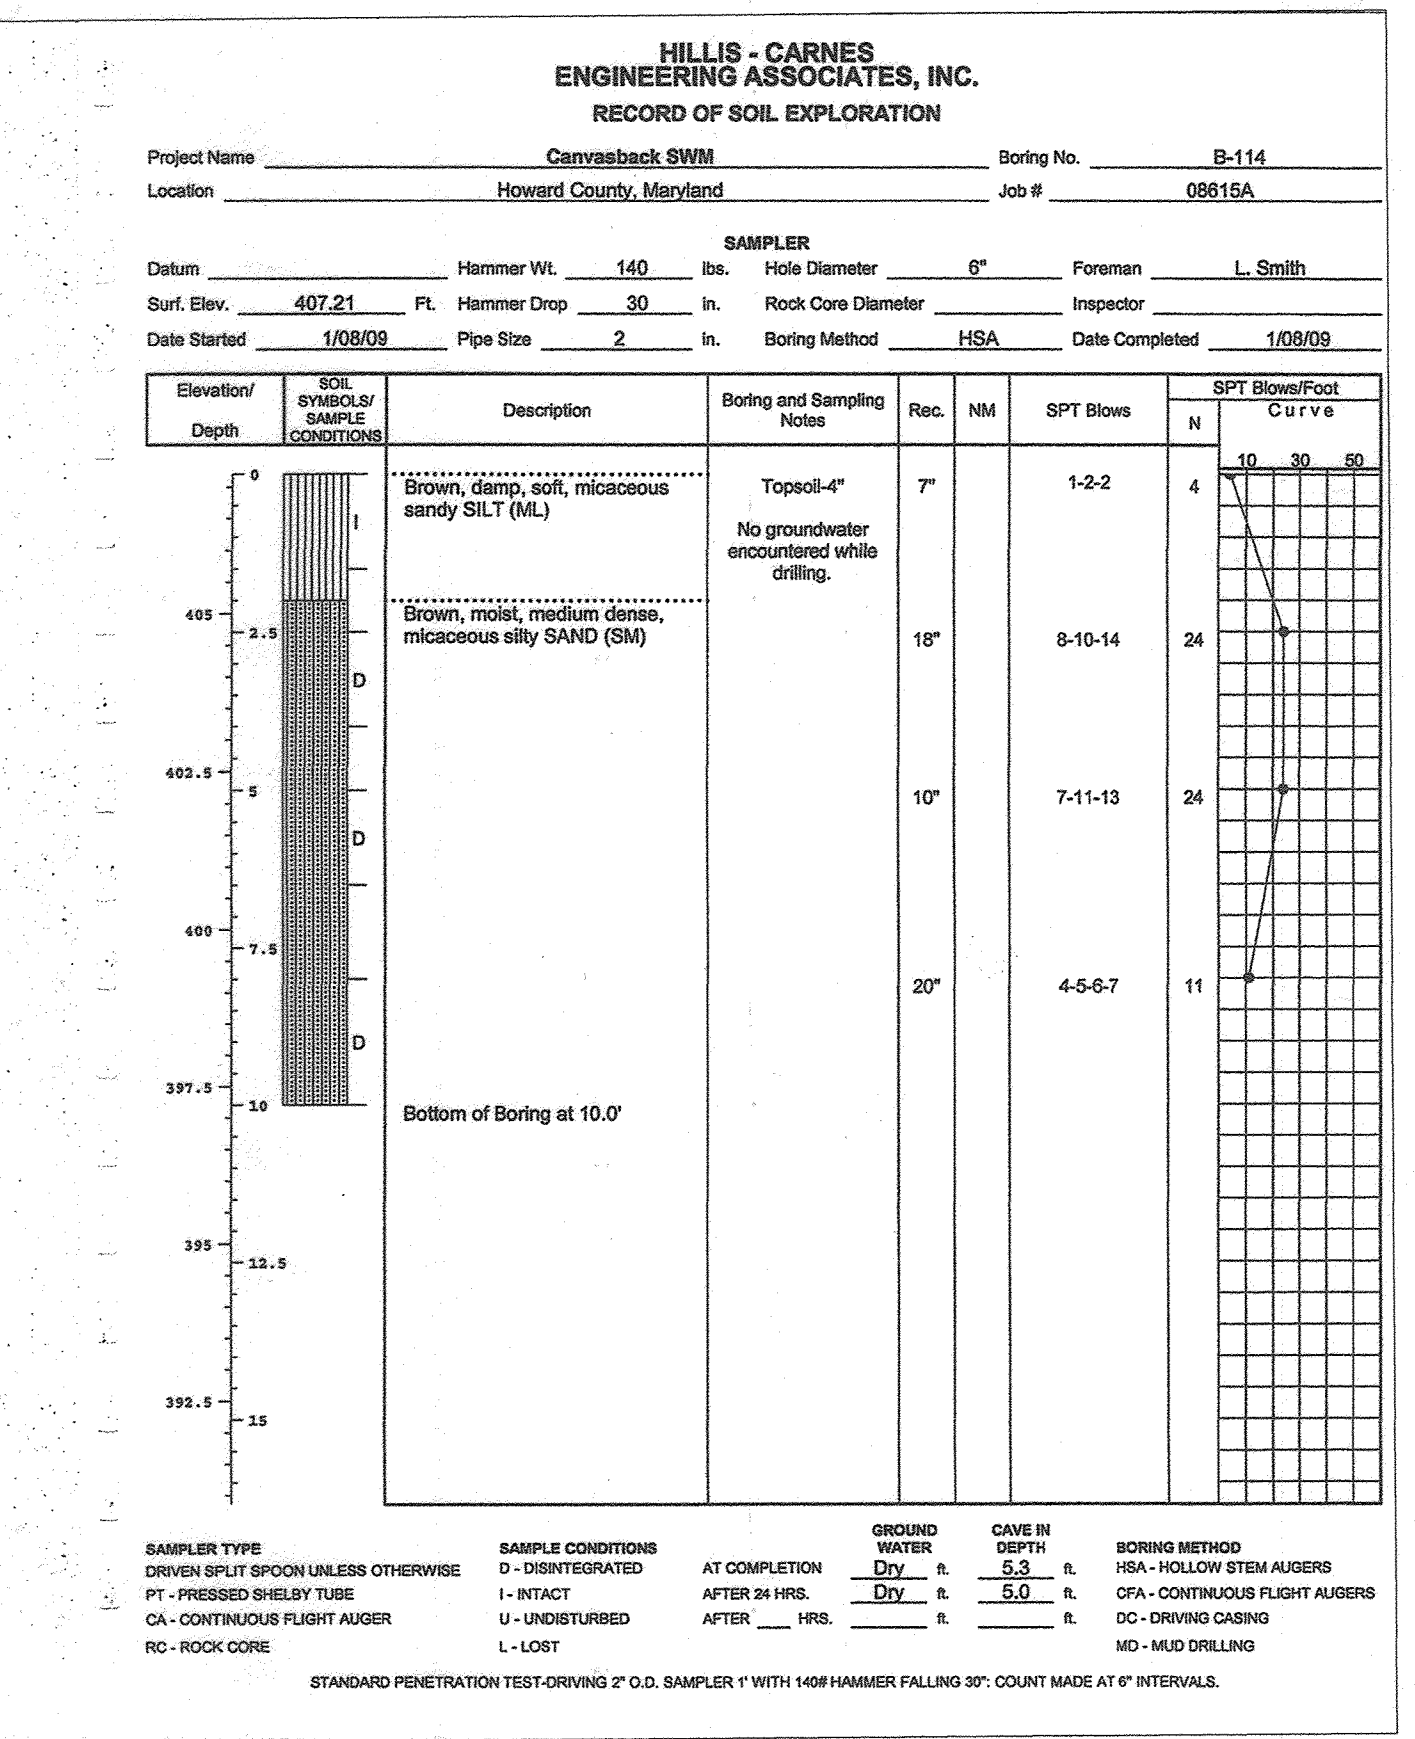 HILLIS - CARNES
ENGINEERING ASSOCIATES, INC.
RECORD OF SOIL EXPLORATION
Project Name Canvasback SWM Boring No. B-114
Location Howard County, Maryland Job # 08615A
SAMPLER
Datum Hammer Wt. 140 lbs. Hole Diameter 6" Foreman L. Smith
Surf. Elev. 407.21 Ft. Hammer Drop 30 in. Rock Core Diameter Inspector
Date Started 1/08/09 Pipe Size 2 in. Boring Method HSA Date Completed 1/08/09
Elevation/
Depth
SOIL
SYMBOLS/
SAMPLE
CONDITIONS
Description
Boring and Sampling
Notes
Rec.
NM
SPT Blows
SPT Blows/Foot
N
Curve
10 30 50
0
Brown, damp, soft, micaceous
sandy SILT (ML)
Topsoil-4"
7"
1-2-2
4
I
No groundwater
encountered while
drilling.
405
Brown, moist, medium dense,
micaceous silty SAND (SM)
2.5
18"
8-10-14
24
D
402.5
5
10"
7-11-13
24
D
400
7.5
20"
4-5-6-7
11
D
397.5
10
Bottom of Boring at 10.0'
395
12.5
392.5
15
SAMPLER TYPE
DRIVEN SPLIT SPOON UNLESS OTHERWISE
PT - PRESSED SHELBY TUBE
CA - CONTINUOUS FLIGHT AUGER
RC - ROCK CORE
SAMPLE CONDITIONS
D - DISINTEGRATED
I - INTACT
U - UNDISTURBED
L - LOST
GROUND
WATER
CAVE IN
DEPTH
AT COMPLETION Dry ft. 5.3 ft.
AFTER 24 HRS. Dry ft. 5.0 ft.
AFTER ___ HRS. ft. ft.
BORING METHOD
HSA - HOLLOW STEM AUGERS
CFA - CONTINUOUS FLIGHT AUGERS
DC - DRIVING CASING
MD - MUD DRILLING
STANDARD PENETRATION TEST-DRIVING 2" O.D. SAMPLER 1' WITH 140# HAMMER FALLING 30": COUNT MADE AT 6" INTERVALS.